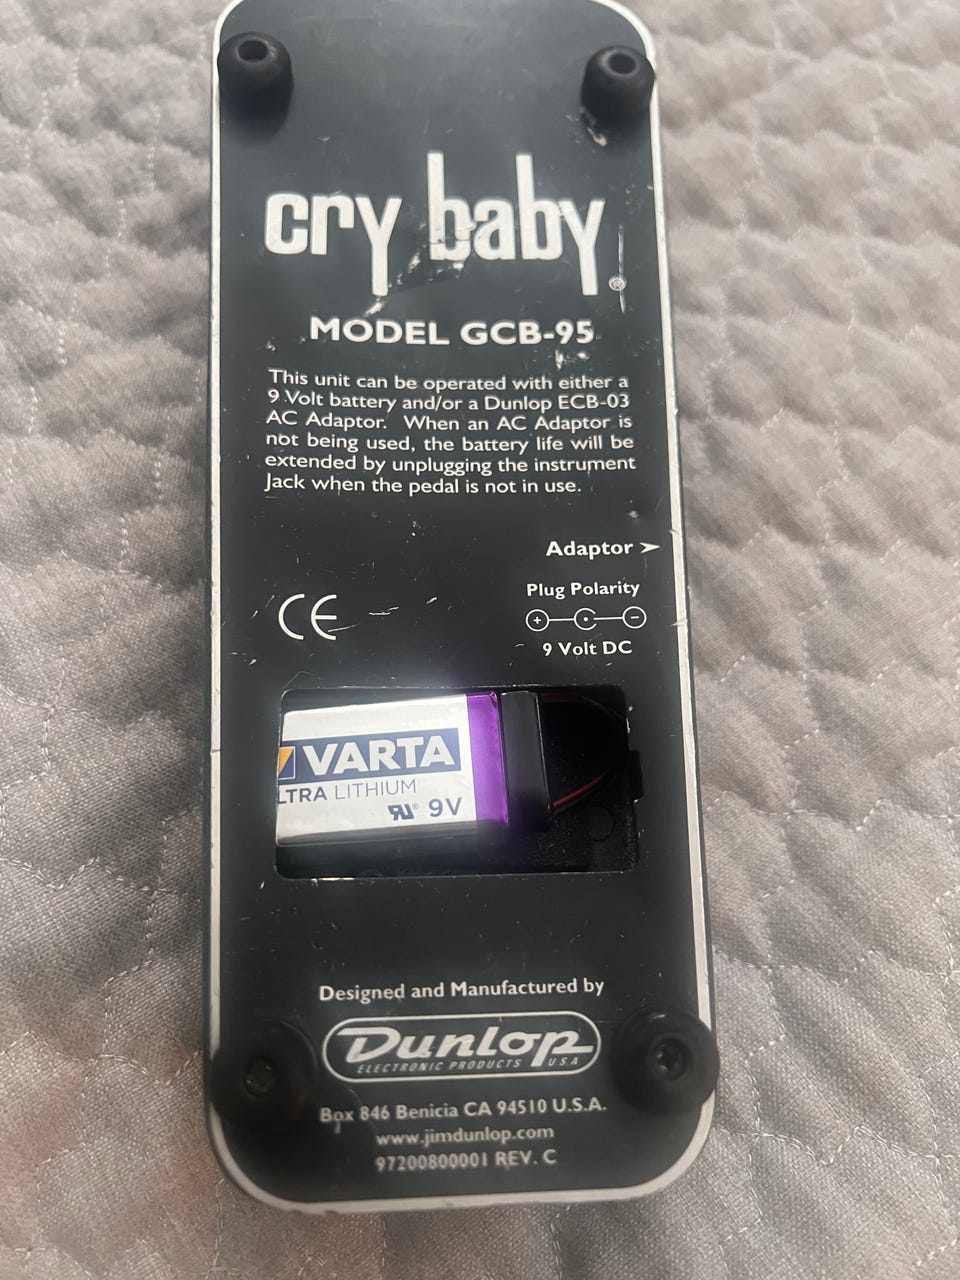 cry baby®
MODEL GCB-95
This unit can be operated with either a
9 Volt battery and/or a Dunlop ECB-03
AC Adaptor. When an AC Adaptor is
not being used, the battery life will be
extended by unplugging the instrument
Jack when the pedal is not in use.
Adaptor ➤
Plug Polarity
+ -
9 Volt DC
CE
VARTA
LTRA LITHIUM
9V
Designed and Manufactured by
Dunlop
ELECTRONIC PRODUCTS U.S.A
Box 846 Benicia CA 94510 U.S.A.
www.jimdunlop.com
97200800001 REV. C